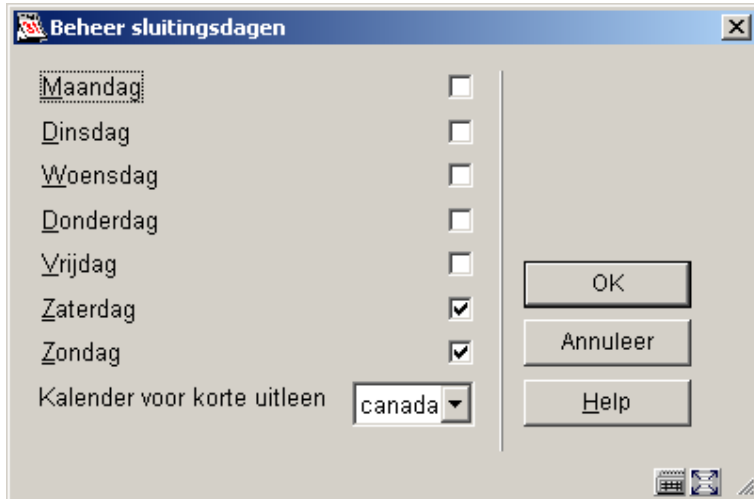 Beheer sluitingsdagen
Maandag
Dinsdag
Woensdag
Donderdag
Vrijdag
Zaterdag
Zondag
Kalender voor korte uitleen canada
OK
Annuleer
Help